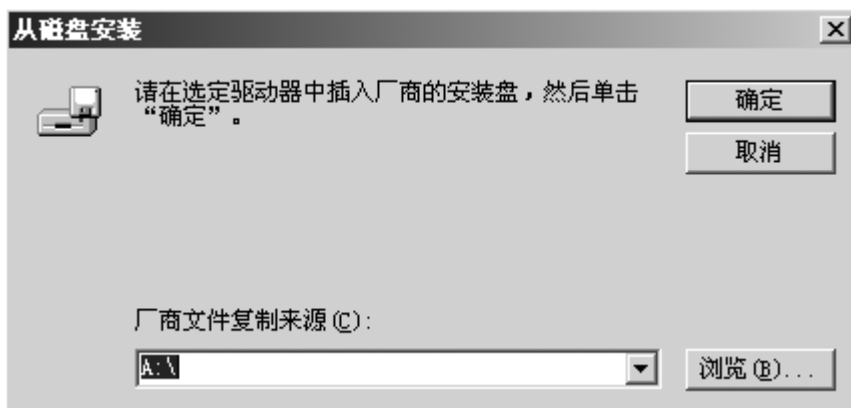 从磁盘安装
请在选定驱动器中插入厂商的安装盘，然后单击
“确定”。
确定
取消
厂商文件复制来源(C):
A:\
浏览(B)...